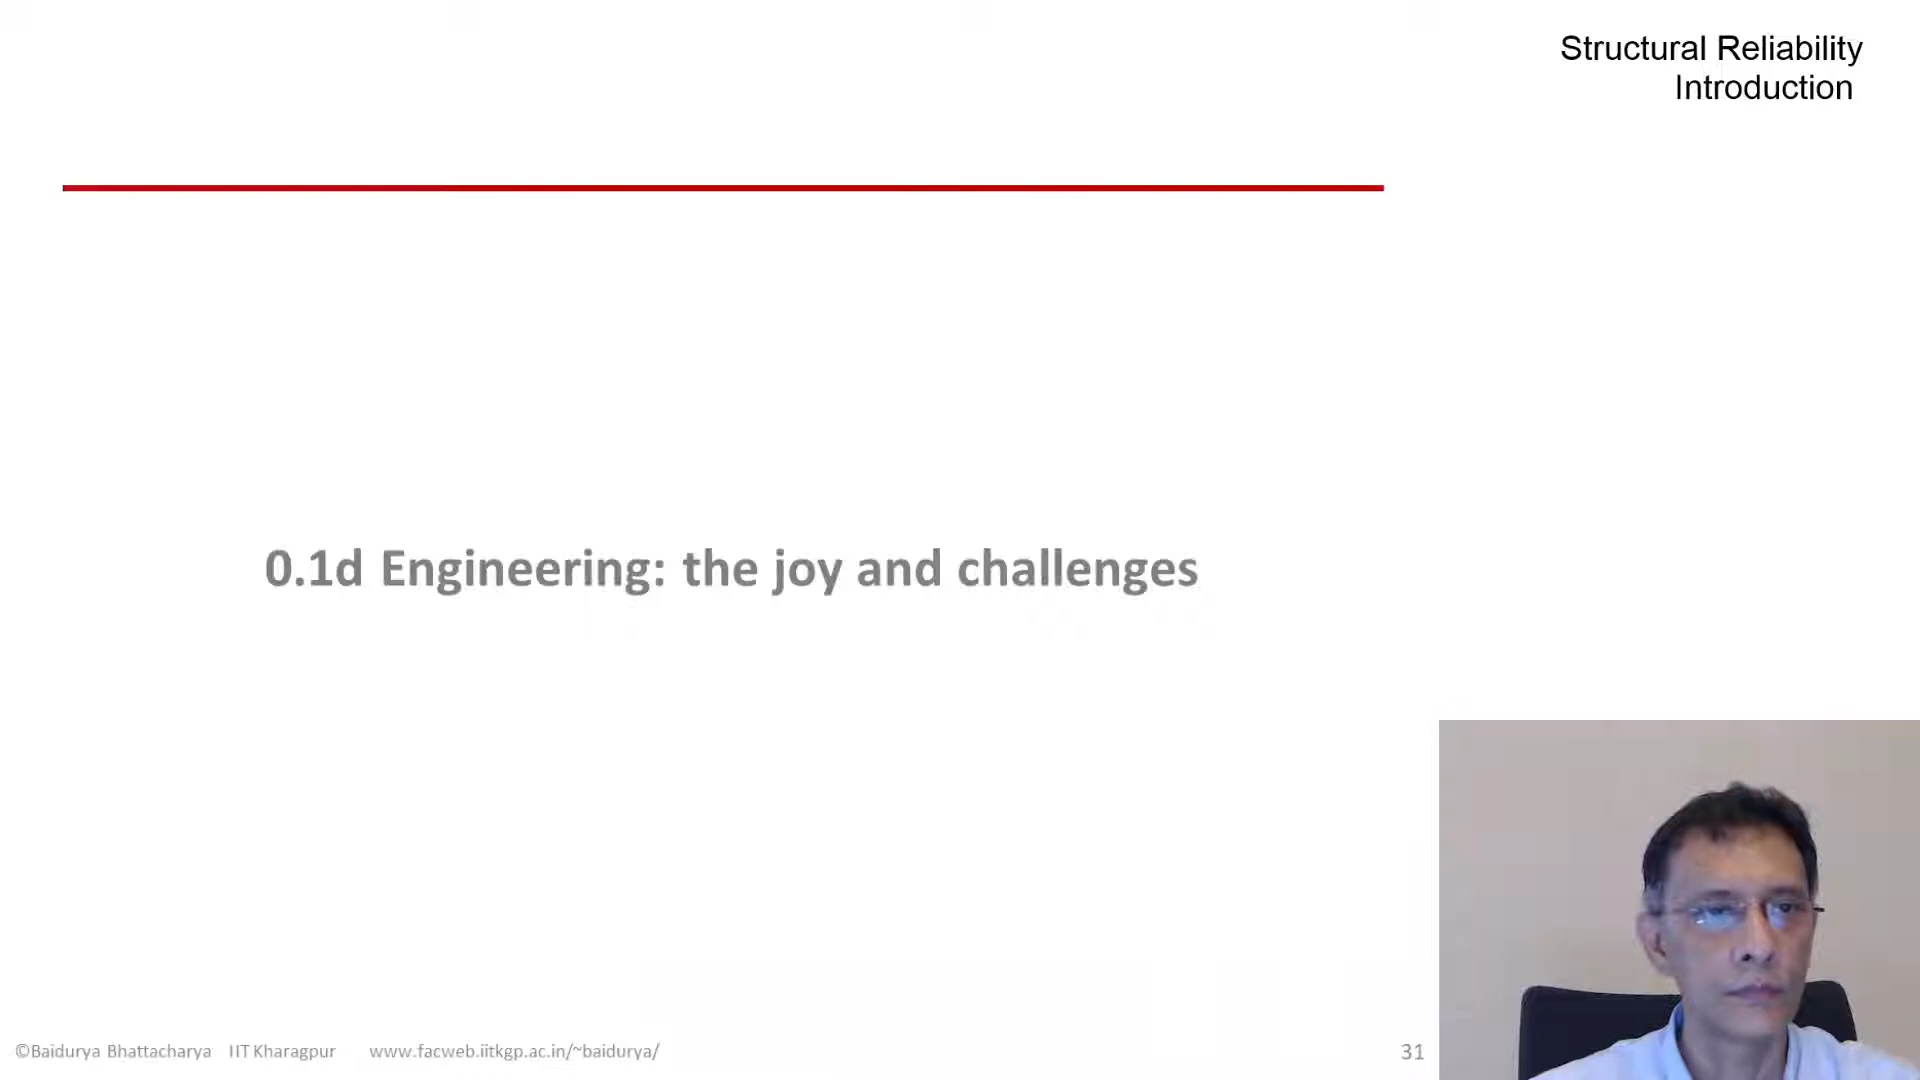 Structural Reliability
Introduction
0.1d Engineering: the joy and challenges
©Baidurya Bhattacharya IIT Kharagpur www.facweb.iitkgp.ac.in/~baidurya/ 31